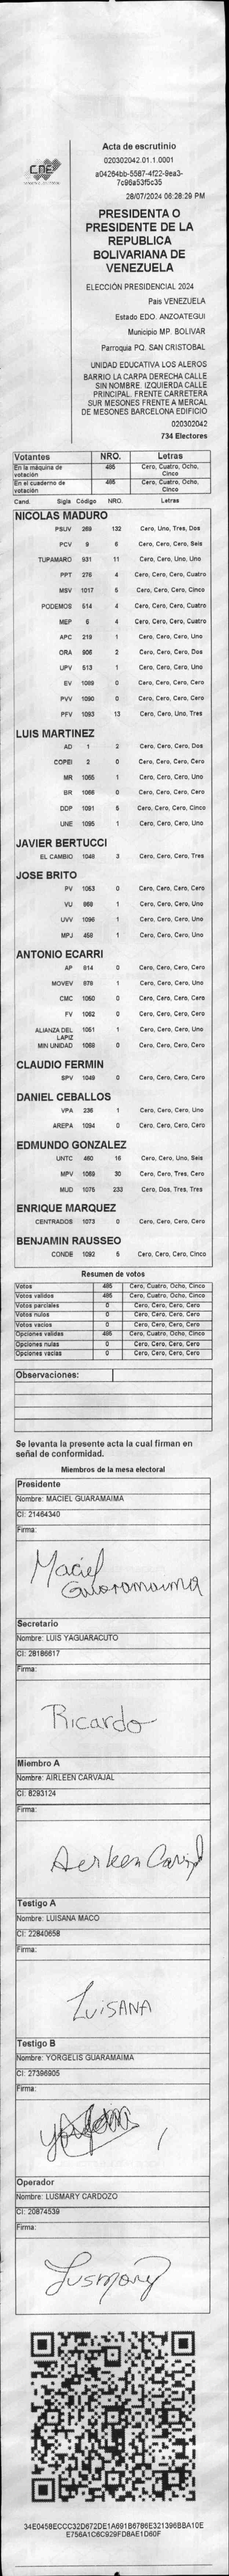 CNE
Acta de escrutinio
020302042.01.1.0001
a04264bb-5587-4f22-9ea3-
7c96a53f5c35
28/07/2024 06:28:29 PM
PRESIDENTA O
PRESIDENTE DE LA
REPUBLICA
BOLIVARIANA DE
VENEZUELA
ELECCIÓN PRESIDENCIAL 2024
Pais VENEZUELA
Estado EDO. ANZOATEGUI
Municipio MP. BOLIVAR
Parroquia PQ. SAN CRISTOBAL
UNIDAD EDUCATIVA LOS ALEROS
BARRIO LA CARPA DERECHA CALLE
SIN NOMBRE. IZQUIERDA CALLE
PRINCIPAL. FRENTE CARRETERA
SUR MESONES FRENTE A MERCAL
DE MESONES BARCELONA EDIFICIO
020302042
734 Electores
Votantes NRO. Letras
En la máquina de votación 485 Cero, Cuatro, Ocho, Cinco
En el cuaderno de votación 485 Cero, Cuatro, Ocho, Cinco
Cand. Sigla Código NRO. Letras
NICOLAS MADURO
PSUV 269 132 Cero, Uno, Tres, Dos
PCV 9 6 Cero, Cero, Cero, Seis
TUPAMARO 931 11 Cero, Cero, Uno, Uno
PPT 276 4 Cero, Cero, Cero, Cuatro
MSV 1017 5 Cero, Cero, Cero, Cinco
PODEMOS 514 4 Cero, Cero, Cero, Cuatro
MEP 6 4 Cero, Cero, Cero, Cuatro
APC 219 1 Cero, Cero, Cero, Uno
ORA 906 2 Cero, Cero, Cero, Dos
UPV 513 1 Cero, Cero, Cero, Uno
EV 1089 0 Cero, Cero, Cero, Cero
PVV 1090 0 Cero, Cero, Cero, Cero
PFV 1093 13 Cero, Cero, Uno, Tres
LUIS MARTINEZ
AD 1 2 Cero, Cero, Cero, Dos
COPEI 2 0 Cero, Cero, Cero, Cero
MR 1065 1 Cero, Cero, Cero, Uno
BR 1066 0 Cero, Cero, Cero, Cero
DDP 1091 5 Cero, Cero, Cero, Cinco
UNE 1095 1 Cero, Cero, Cero, Uno
JAVIER BERTUCCI
EL CAMBIO 1048 3 Cero, Cero, Cero, Tres
JOSE BRITO
PV 1053 0 Cero, Cero, Cero, Cero
VU 868 1 Cero, Cero, Cero, Uno
UVV 1096 1 Cero, Cero, Cero, Uno
MPJ 458 1 Cero, Cero, Cero, Uno
ANTONIO ECARRI
AP 814 0 Cero, Cero, Cero, Cero
MOVEV 879 1 Cero, Cero, Cero, Uno
CMC 1050 0 Cero, Cero, Cero, Cero
FV 1062 0 Cero, Cero, Cero, Cero
ALIANZA DEL LAPIZ 1051 1 Cero, Cero, Cero, Uno
MIN UNIDAD 1088 0 Cero, Cero, Cero, Cero
CLAUDIO FERMIN
SPV 1049 0 Cero, Cero, Cero, Cero
DANIEL CEBALLOS
VPA 236 1 Cero, Cero, Cero, Uno
AREPA 1094 0 Cero, Cero, Cero, Cero
EDMUNDO GONZALEZ
UNTC 460 16 Cero, Cero, Uno, Seis
MPV 1069 30 Cero, Cero, Tres, Cero
MUD 1075 233 Cero, Dos, Tres, Tres
ENRIQUE MARQUEZ
CENTRADOS 1073 0 Cero, Cero, Cero, Cero
BENJAMIN RAUSSEO
CONDE 1092 5 Cero, Cero, Cero, Cinco
Resumen de votos
Votos 485 Cero, Cuatro, Ocho, Cinco
Votos validos 485 Cero, Cuatro, Ocho, Cinco
Votos parciales 0 Cero, Cero, Cero, Cero
Votos nulos 0 Cero, Cero, Cero, Cero
Votos vacios 0 Cero, Cero, Cero, Cero
Opciones validas 485 Cero, Cuatro, Ocho, Cinco
Opciones nulas 0 Cero, Cero, Cero, Cero
Opciones vacias 0 Cero, Cero, Cero, Cero
Observaciones:
Se levanta la presente acta la cual firman en
señal de conformidad.
Miembros de la mesa electoral
Presidente
Nombre: MACIEL GUARAMAIMA
CI: 21464340
Firma:
Maciel
Guaramaima
Secretario
Nombre: LUIS YAGUARACUTO
CI: 28186617
Firma:
Ricardo
Miembro A
Nombre: AIRLEEN CARVAJAL
CI: 8293124
Firma:
Testigo A
Nombre: LUISANA MACO
CI: 22840658
Firma:
LUISANA
Testigo B
Nombre: YORGELIS GUARAMAIMA
CI: 27396905
Firma:
Operador
Nombre: LUSMARY CARDOZO
CI: 20874539
Firma:
Lusmary
34E0458ECCC32D672DE1A691B6786E321396BBA10E
E756A1C6C929FDBAE1D60F